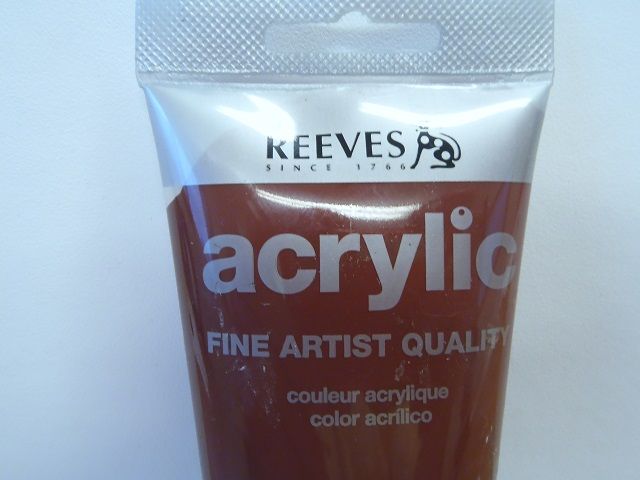 REEVES
SINCE 1766
acrylic
FINE ARTIST QUALITY
couleur acrylique
color acrílico